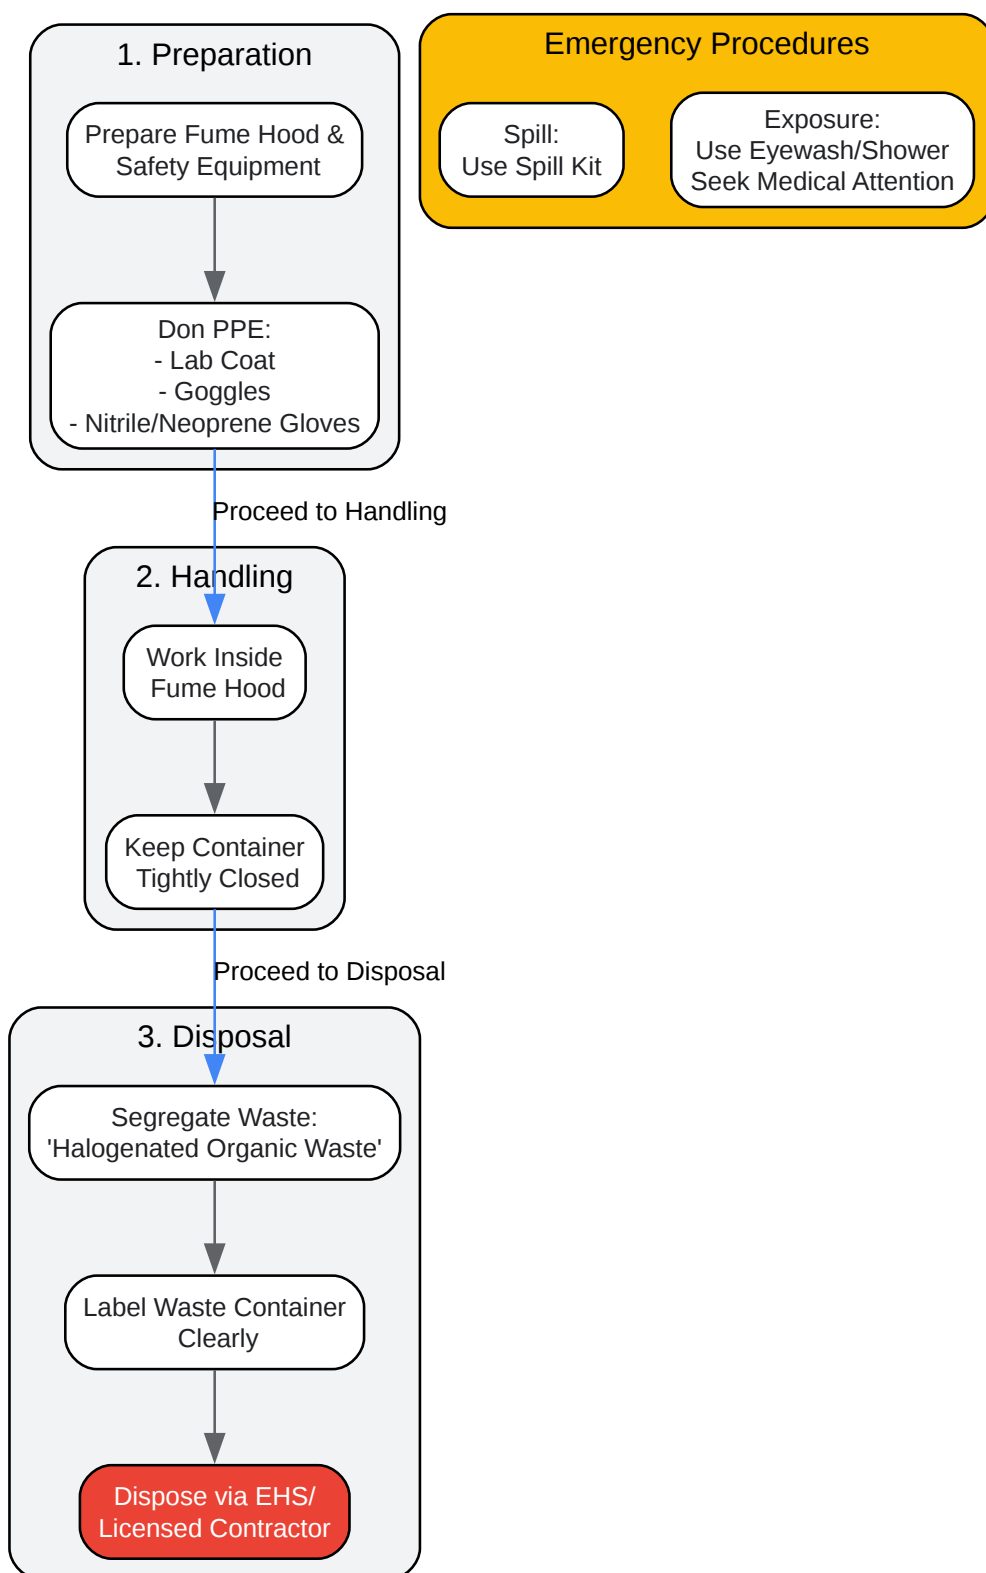 1. Preparation
Prepare Fume Hood &
Safety Equipment
Don PPE:
- Lab Coat
- Goggles
- Nitrile/Neoprene Gloves
Proceed to Handling
2. Handling
Work Inside
Fume Hood
Keep Container
Tightly Closed
Proceed to Disposal
3. Disposal
Segregate Waste:
'Halogenated Organic Waste'
Label Waste Container
Clearly
Dispose via EHS/
Licensed Contractor
Emergency Procedures
Spill:
Use Spill Kit
Exposure:
Use Eyewash/Shower
Seek Medical Attention